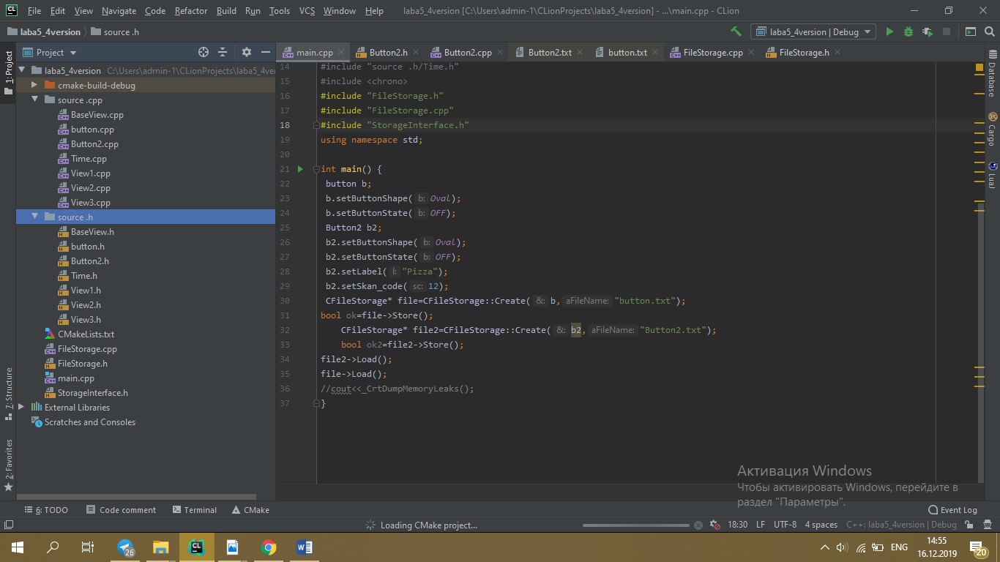 File Edit View Navigate Code Refactor Build Run Tools VCS Window Help laba5_4version [C:\Users\admin-1\CLionProjects\laba5_4version] - ...\main.cpp - CLion
laba5_4version source .h laba5_4version | Debug
1: Project
Project
main.cpp Button2.h Button2.cpp Button2.txt button.txt FileStorage.cpp FileStorage.h
laba5_4version C:\Users\admin-1\CLionProjects\laba5_4ver
cmake-build-debug
source .cpp
BaseView.cpp
button.cpp
Button2.cpp
Time.cpp
View1.cpp
View2.cpp
View3.cpp
source .h
BaseView.h
button.h
Button2.h
Time.h
View1.h
View2.h
View3.h
CMakeLists.txt
FileStorage.cpp
FileStorage.h
main.cpp
StorageInterface.h
External Libraries
Scratches and Consoles
14 #include "source .h/Time.h"
15 #include <chrono>
16 #include "FileStorage.h"
17 #include "FileStorage.cpp"
18 #include "StorageInterface.h"
19 using namespace std;
20
21 int main() {
22 button b;
23 b.setButtonShape( b: Oval);
24 b.setButtonState( b: OFF);
25 Button2 b2;
26 b2.setButtonShape( b: Oval);
27 b2.setButtonState( b: OFF);
28 b2.setLabel( l: "Pizza");
29 b2.setSkan_code( sc: 12);
30 CFileStorage* file=CFileStorage::Create( &: b, aFileName: "button.txt");
31 bool ok=file->Store();
32 CFileStorage* file2=CFileStorage::Create( &: b2, aFileName: "Button2.txt");
33 bool ok2=file2->Store();
34 file2->Load();
35 file->Load();
36 //cout<<_CrtDumpMemoryLeaks();
37 }
Database
Cargo
LuaJ
7: Structure
2: Favorites
Активация Windows
Чтобы активировать Windows, перейдите в
раздел "Параметры".
6: TODO Code comment Terminal CMake Event Log
Loading CMake project... 18:30 LF UTF-8 4 spaces C++: laba5_4version | Debug
26
ENG
14:55
16.12.2019
20